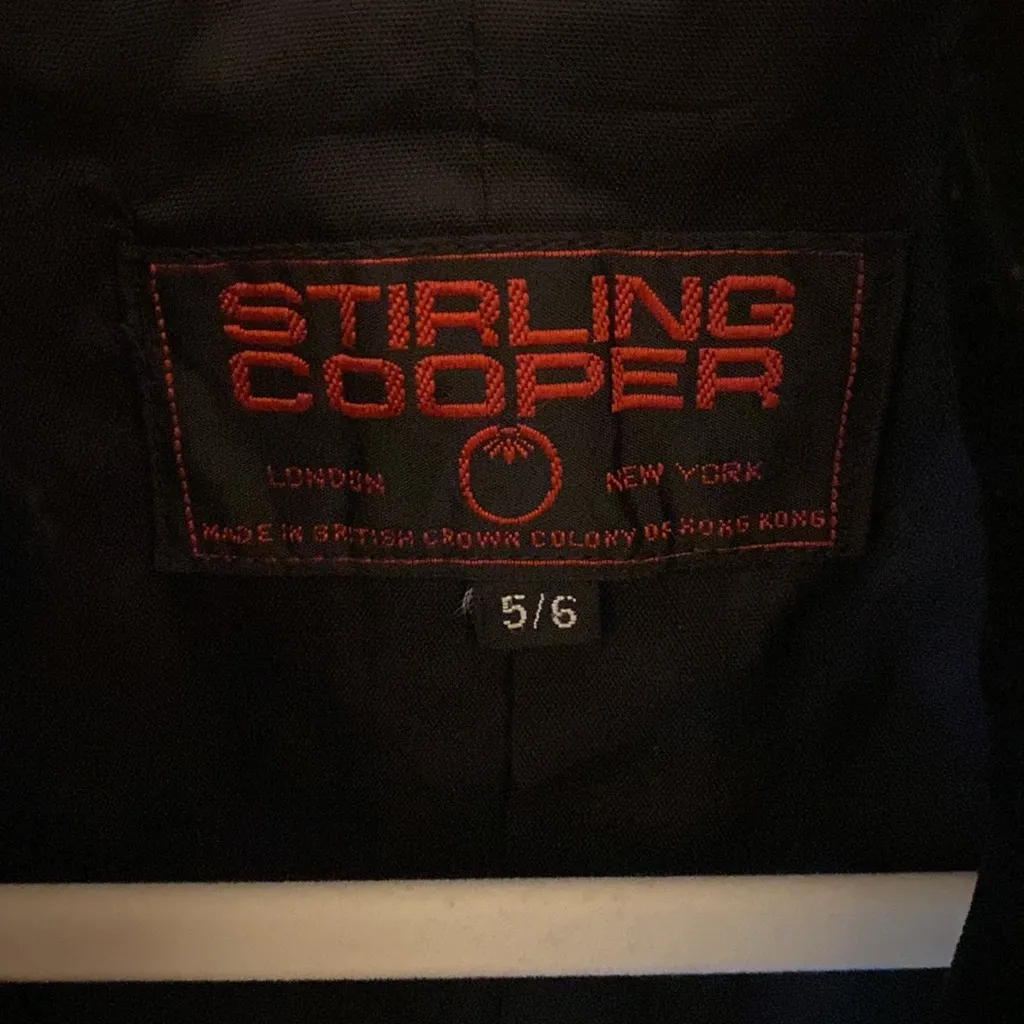 STIRLING
COOPER
LONDON NEW YORK
MADE IN BRITISH CROWN COLONY OF HONG KONG
5/6